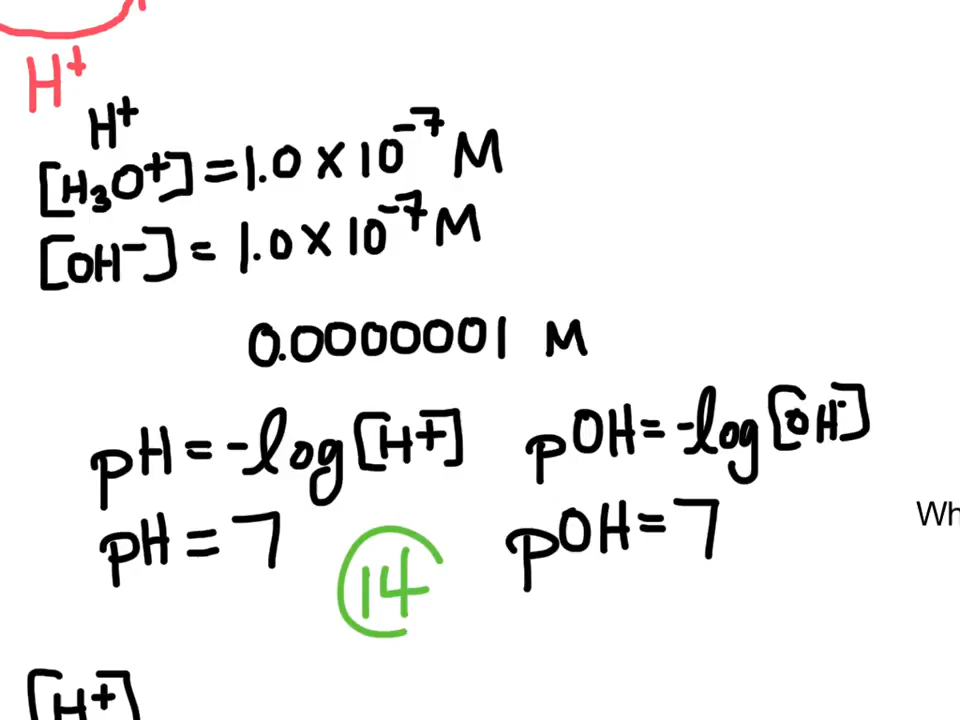 H⁺
H⁺
[H₃O⁺] = 1.0 × 10⁻⁷ M
[OH⁻] = 1.0 × 10⁻⁷ M
0.0000001 M
pH = -log[H⁺] pOH = -log[OH⁻]
pH = 7 pOH = 7
14
Wh
[H⁺]